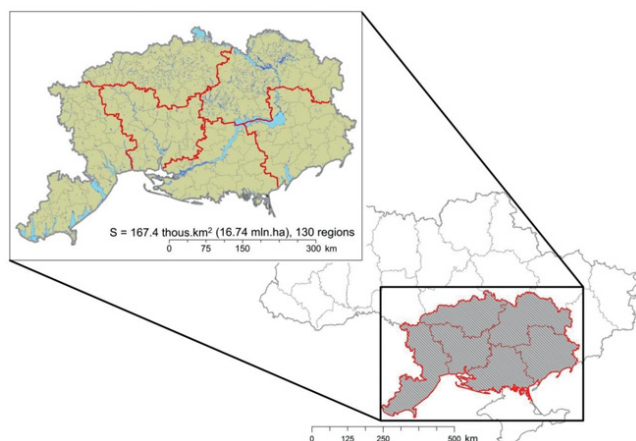 S = 167.4 thous.km² (16.74 mln.ha), 130 regions
0 75 150 300 km
0 125 250 500 km